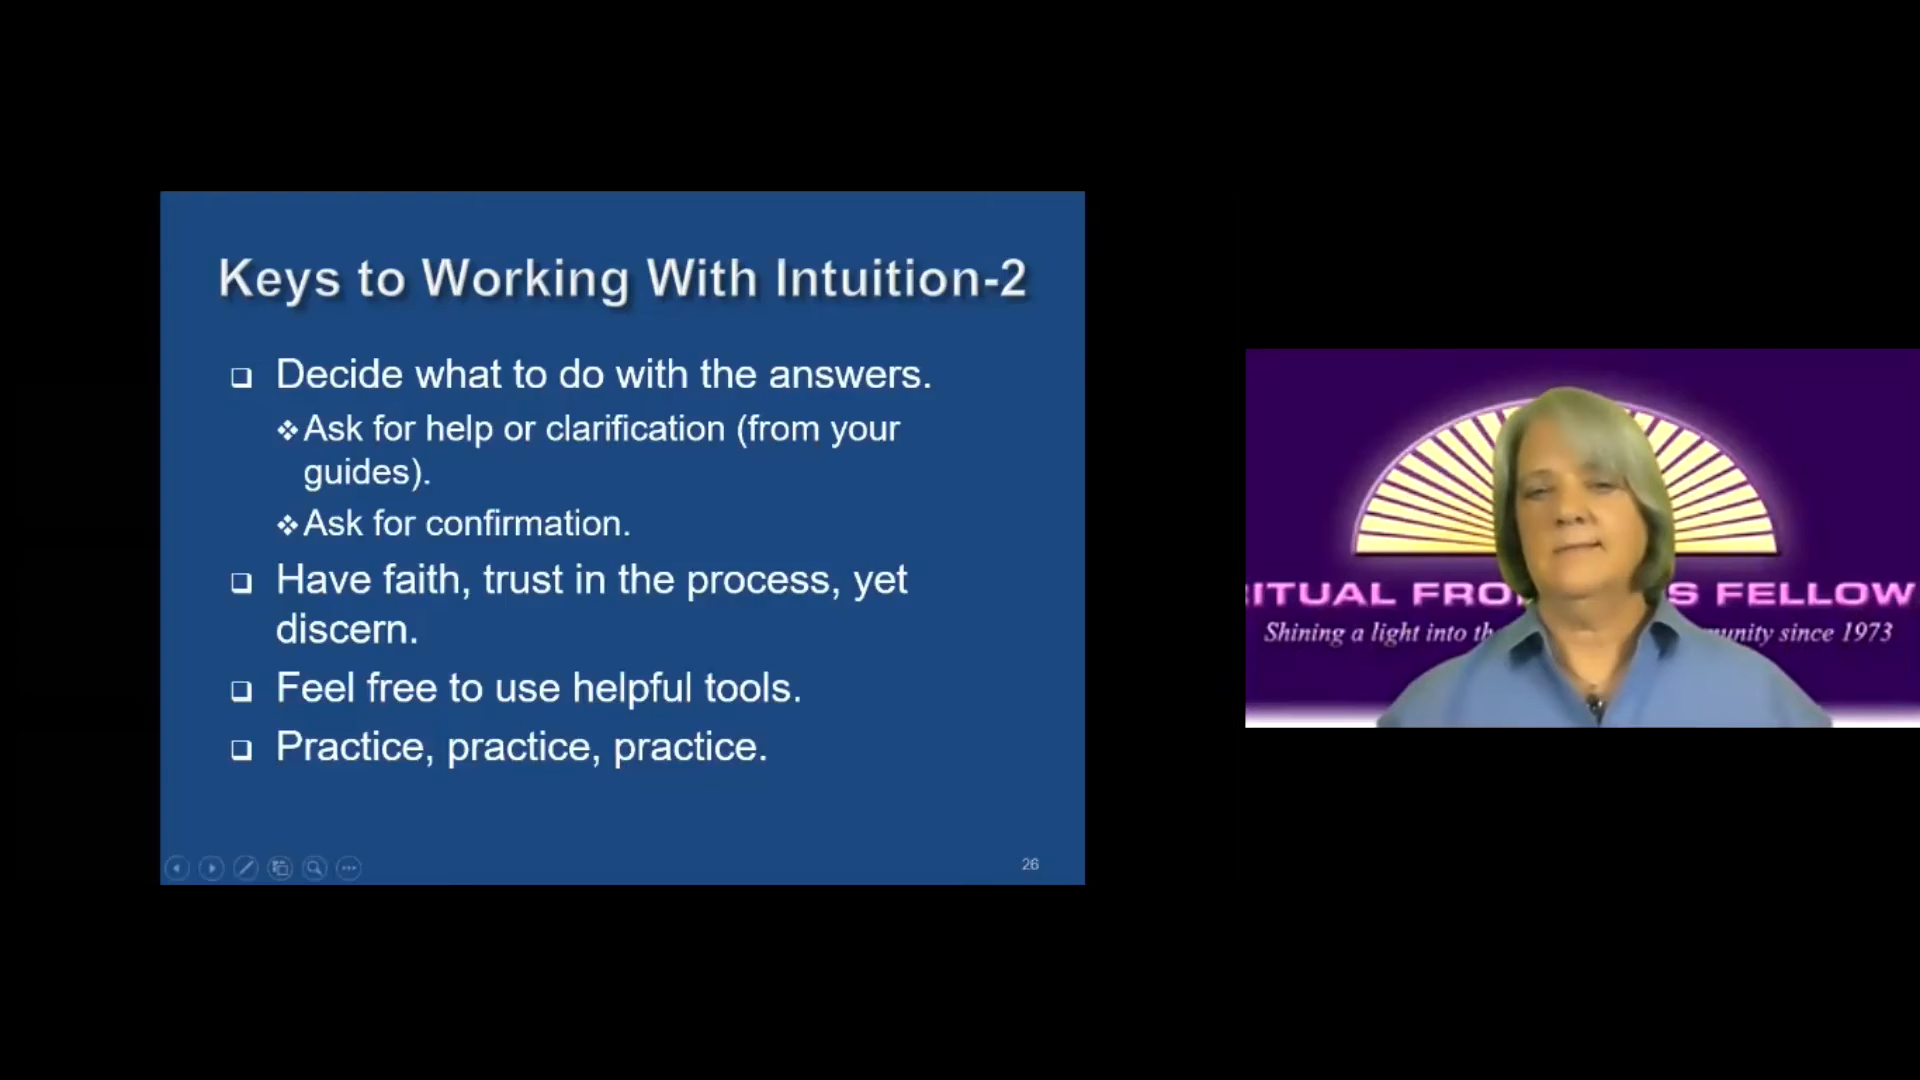 Keys to Working With Intuition-2
❑ Decide what to do with the answers.
❖Ask for help or clarification (from your
guides).
❖Ask for confirmation.
❑ Have faith, trust in the process, yet
discern.
❑ Feel free to use helpful tools.
❑ Practice, practice, practice.
26
ITUAL FRO S FELLOW
Shining a light into th unity since 1973